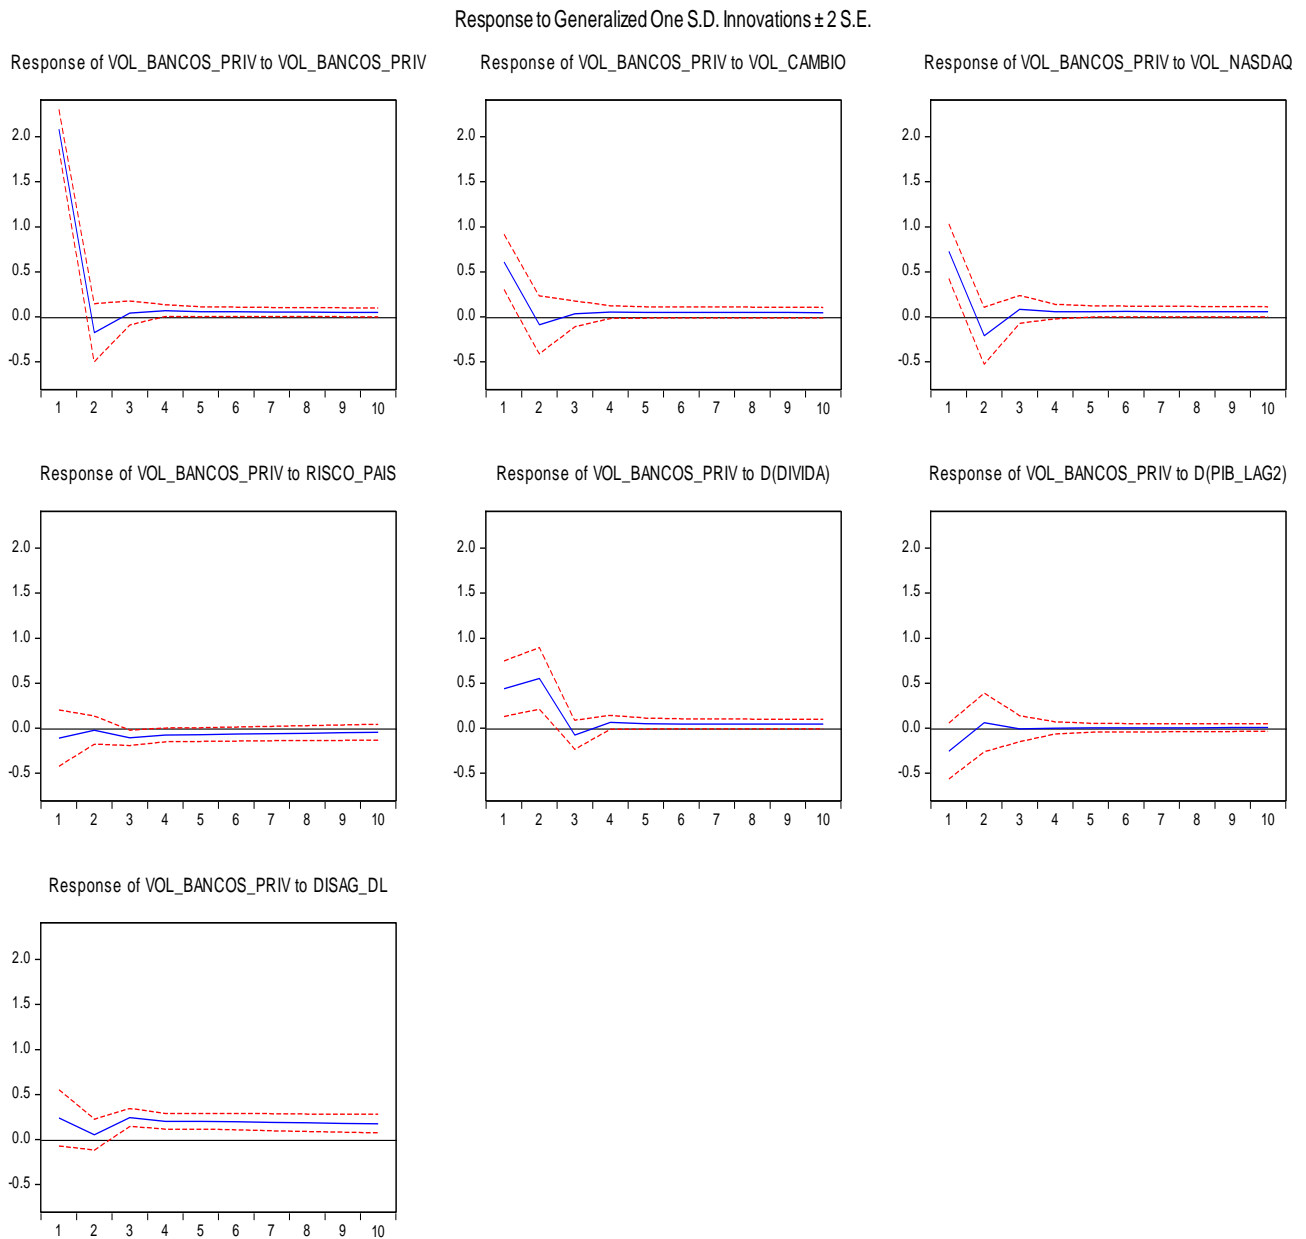 Response to Generalized One S.D. Innovations ± 2 S.E.
Response of VOL_BANCOS_PRIV to VOL_BANCOS_PRIV
2.0
1.5
1.0
0.5
0.0
-0.5
1 2 3 4 5 6 7 8 9 10
Response of VOL_BANCOS_PRIV to VOL_CAMBIO
2.0
1.5
1.0
0.5
0.0
-0.5
1 2 3 4 5 6 7 8 9 10
Response of VOL_BANCOS_PRIV to VOL_NASDAQ
2.0
1.5
1.0
0.5
0.0
-0.5
1 2 3 4 5 6 7 8 9 10
Response of VOL_BANCOS_PRIV to RISCO_PAIS
2.0
1.5
1.0
0.5
0.0
-0.5
1 2 3 4 5 6 7 8 9 10
Response of VOL_BANCOS_PRIV to D(DIVIDA)
2.0
1.5
1.0
0.5
0.0
-0.5
1 2 3 4 5 6 7 8 9 10
Response of VOL_BANCOS_PRIV to D(PIB_LAG2)
2.0
1.5
1.0
0.5
0.0
-0.5
1 2 3 4 5 6 7 8 9 10
Response of VOL_BANCOS_PRIV to DISAG_DL
2.0
1.5
1.0
0.5
0.0
-0.5
1 2 3 4 5 6 7 8 9 10